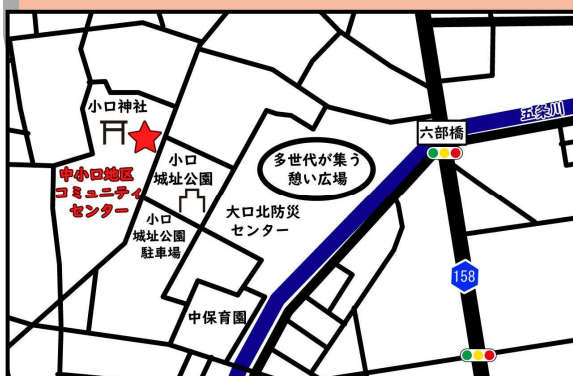 五条川
六部橋
小口神社
小口
城址公園
多世代が集う
憩い広場
中小口地区
コミュニティ
センター
大口北防災
センター
小口
城址公園
駐車場
158
中保育園